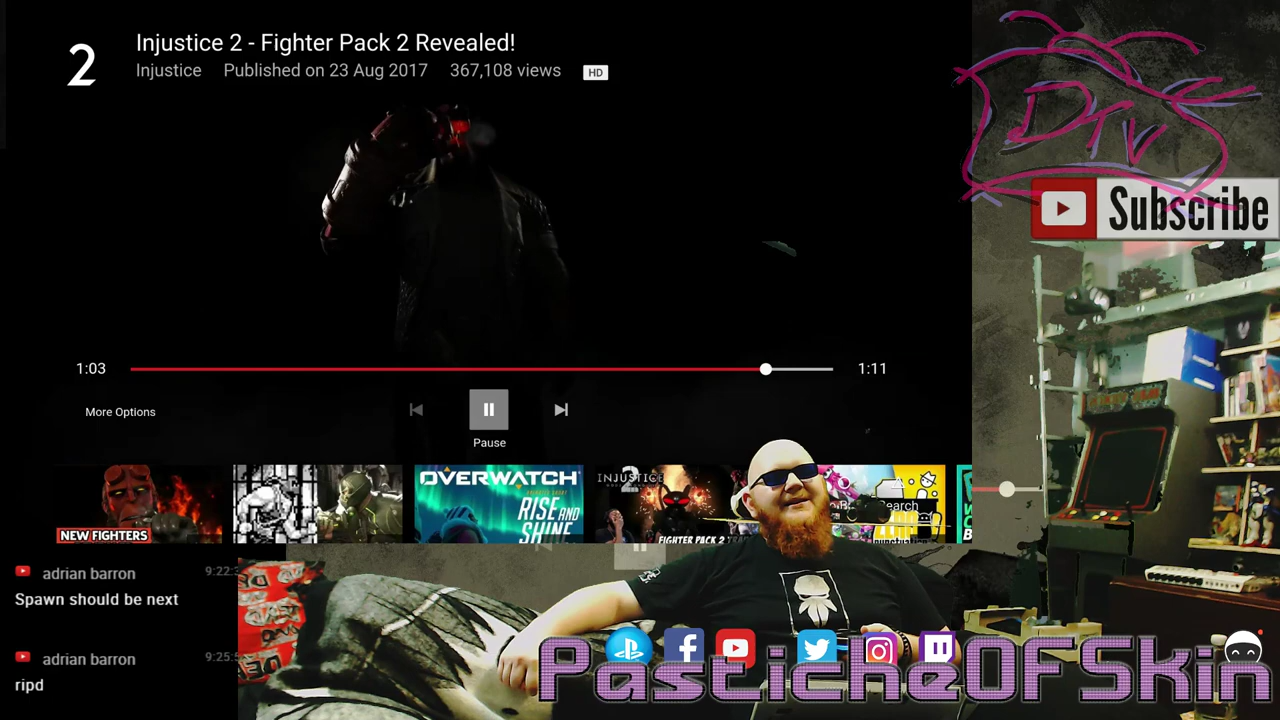 2
Injustice 2 - Fighter Pack 2 Revealed!
Injustice Published on 23 Aug 2017 367,108 views HD
DTV
Subscribe
1:03 1:11
More Options
Pause
NEW FIGHTERS
OVERWATCH
RISE AND SHINE
INJUSTICE 2
FIGHTER PACK 2
adrian barron
Spawn should be next
adrian barron
ripd
PasticheOFSkin